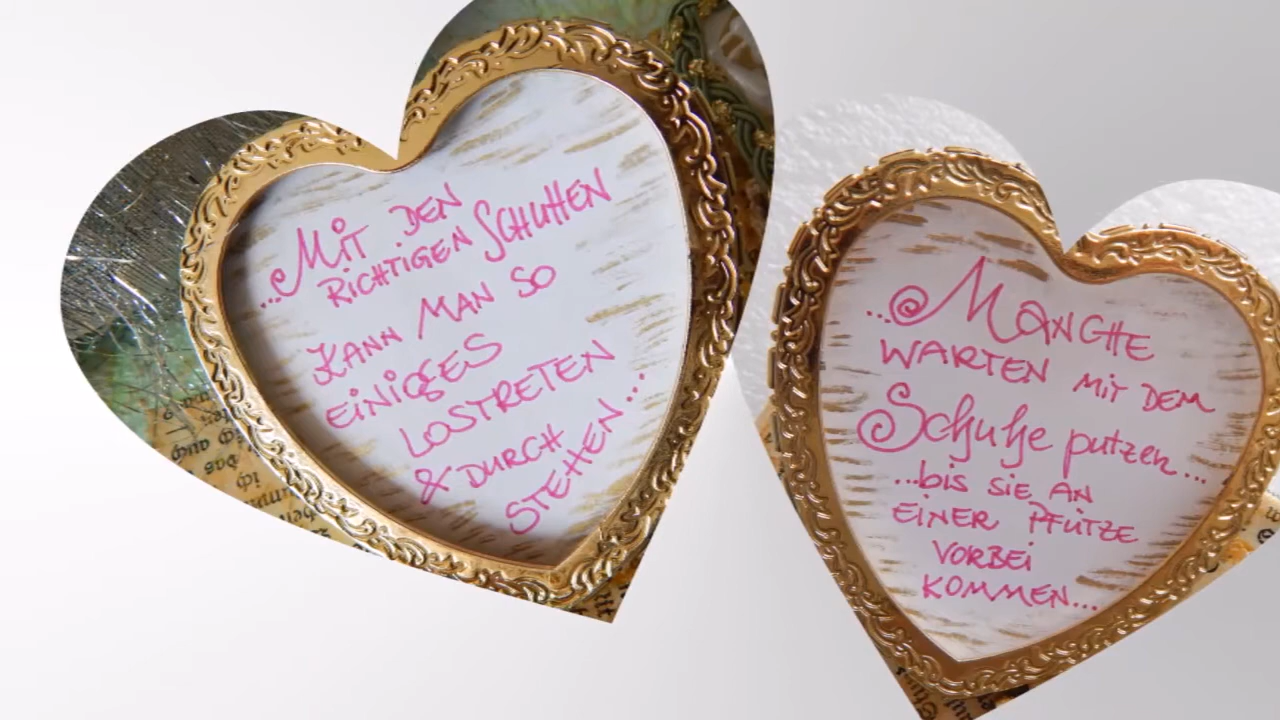 ...MIT DEN
RICHTIGEN SCHUHEN
KANN MAN SO
EINIGES
LOSTRETEN
& DURCH
STEHEN...
...MANCHE
WARTEN MIT DEM
Schuhe putzen...
...bis sie AN
EINER PFÜTZE
VORBEI
KOMMEN...